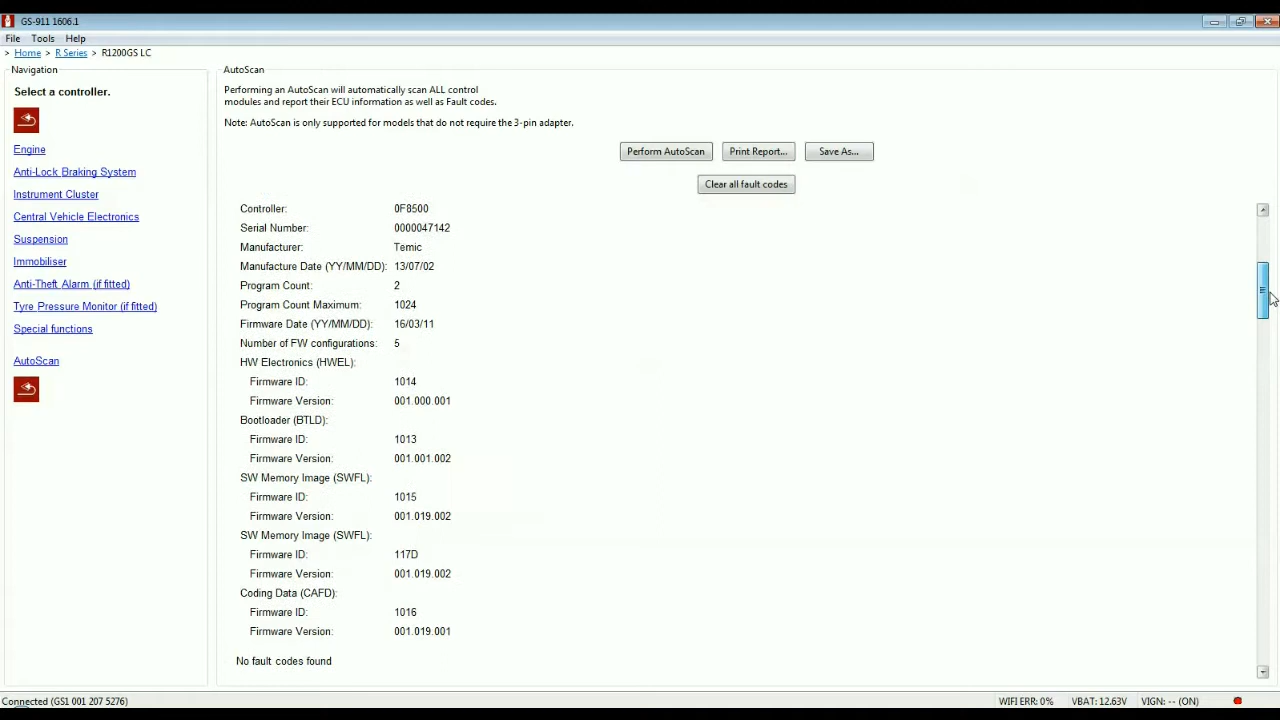 GS-911 1606.1
File Tools Help
> Home > R Series > R1200GS LC
Navigation
Select a controller.
Engine
Anti-Lock Braking System
Instrument Cluster
Central Vehicle Electronics
Suspension
Immobiliser
Anti-Theft Alarm (if fitted)
Tyre Pressure Monitor (if fitted)
Special functions
AutoScan
AutoScan
Performing an AutoScan will automatically scan ALL control
modules and report their ECU information as well as Fault codes.
Note: AutoScan is only supported for models that do not require the 3-pin adapter.
Perform AutoScan Print Report... Save As...
Clear all fault codes
Controller: 0F8500
Serial Number: 0000047142
Manufacturer: Temic
Manufacture Date (YY/MM/DD): 13/07/02
Program Count: 2
Program Count Maximum: 1024
Firmware Date (YY/MM/DD): 16/03/11
Number of FW configurations: 5
HW Electronics (HWEL):
Firmware ID: 1014
Firmware Version: 001.000.001
Bootloader (BTLD):
Firmware ID: 1013
Firmware Version: 001.001.002
SW Memory Image (SWFL):
Firmware ID: 1015
Firmware Version: 001.019.002
SW Memory Image (SWFL):
Firmware ID: 117D
Firmware Version: 001.019.002
Coding Data (CAFD):
Firmware ID: 1016
Firmware Version: 001.019.001
No fault codes found
Connected (GS1 001 207 5276) WIFI ERR: 0% VBAT: 12.63V VIGN: -- (ON)